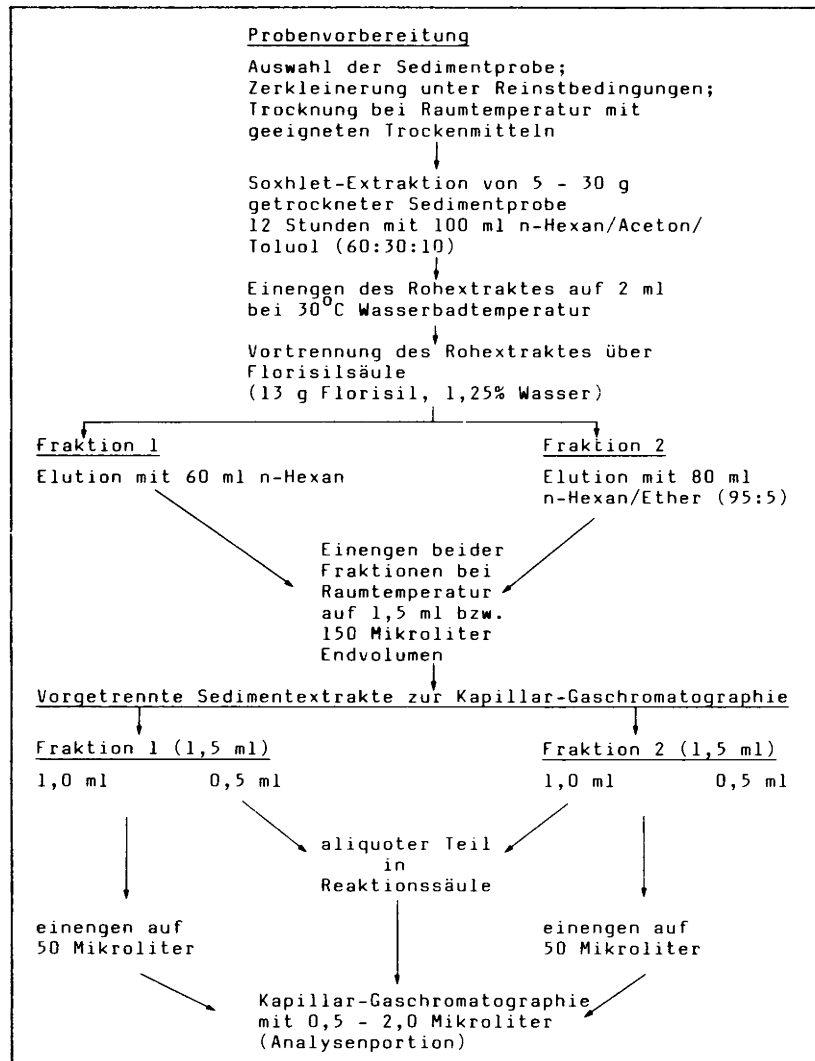 Probenvorbereitung
Auswahl der Sedimentprobe;
Zerkleinerung unter Reinstbedingungen;
Trocknung bei Raumtemperatur mit
geeigneten Trockenmitteln
Soxhlet-Extraktion von 5 - 30 g
getrockneter Sedimentprobe
12 Stunden mit 100 ml n-Hexan/Aceton/
Toluol (60:30:10)
Einengen des Rohextraktes auf 2 ml
bei 30°C Wasserbadtemperatur
Vortrennung des Rohextraktes über
Florisilsäule
(13 g Florisil, 1,25% Wasser)
Fraktion 1
Elution mit 60 ml n-Hexan
Fraktion 2
Elution mit 80 ml
n-Hexan/Ether (95:5)
Einengen beider
Fraktionen bei
Raumtemperatur
auf 1,5 ml bzw.
150 Mikroliter
Endvolumen
Vorgetrennte Sedimentextrakte zur Kapillar-Gaschromatographie
Fraktion 1 (1,5 ml)
1,0 ml 0,5 ml
Fraktion 2 (1,5 ml)
1,0 ml 0,5 ml
aliquoter Teil
in
Reaktionssäule
einengen auf
50 Mikroliter
einengen auf
50 Mikroliter
Kapillar-Gaschromatographie
mit 0,5 - 2,0 Mikroliter
(Analysenportion)